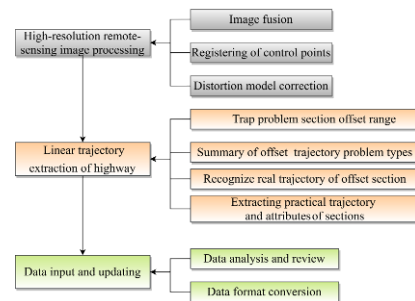 High-resolution remote-
sensing image processing
Image fusion
Registering of control points
Distortion model correction
Linear trajectory
extraction of highway
Trap problem section offset range
Summary of offset trajectory problem types
Recognize real trajectory of offset section
Extracting practical trajectory
and attributes of sections
Data input and updating
Data analysis and review
Data format conversion